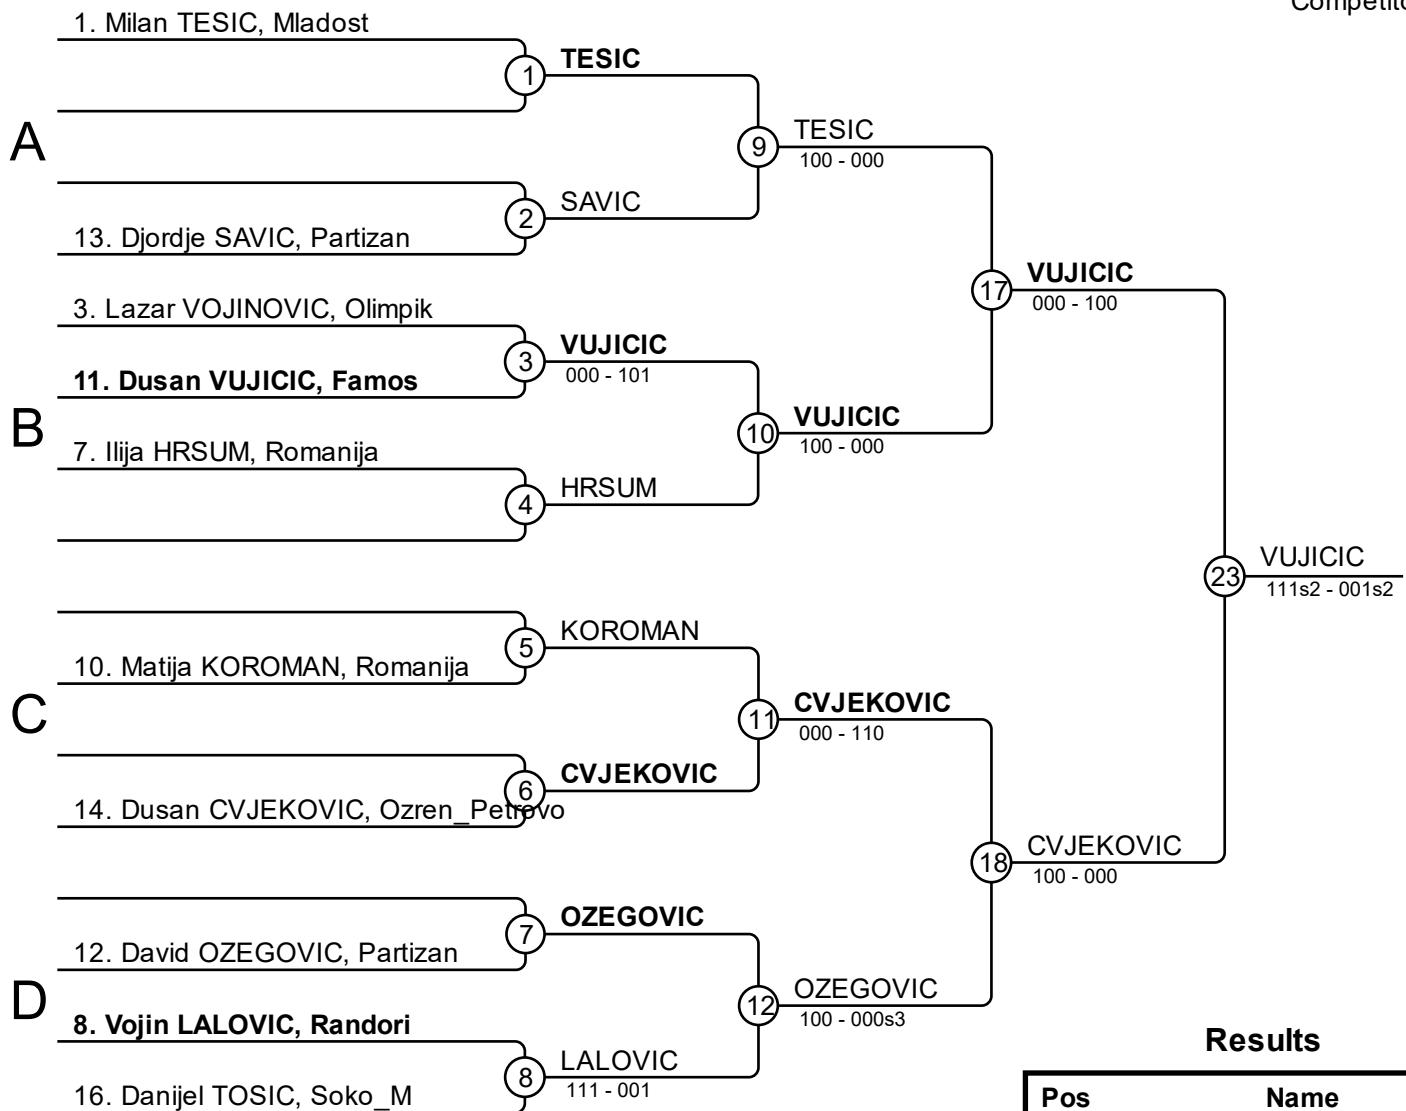 Competito
1. Milan TESIC, Mladost
1
TESIC
A
9
TESIC
100 - 000
2
SAVIC
13. Djordje SAVIC, Partizan
17
VUJICIC
000 - 100
3. Lazar VOJINOVIC, Olimpik
3
VUJICIC
000 - 101
11. Dusan VUJICIC, Famos
B
10
VUJICIC
100 - 000
7. Ilija HRSUM, Romanija
4
HRSUM
23
VUJICIC
111s2 - 001s2
5
KOROMAN
10. Matija KOROMAN, Romanija
C
11
CVJEKOVIC
000 - 110
6
CVJEKOVIC
14. Dusan CVJEKOVIC, Ozren_Petrovo
18
CVJEKOVIC
100 - 000
7
OZEGOVIC
12. David OZEGOVIC, Partizan
D
12
OZEGOVIC
100 - 000s3
8. Vojin LALOVIC, Randori
8
LALOVIC
111 - 001
16. Danijel TOSIC, Soko_M
Results
Pos Name